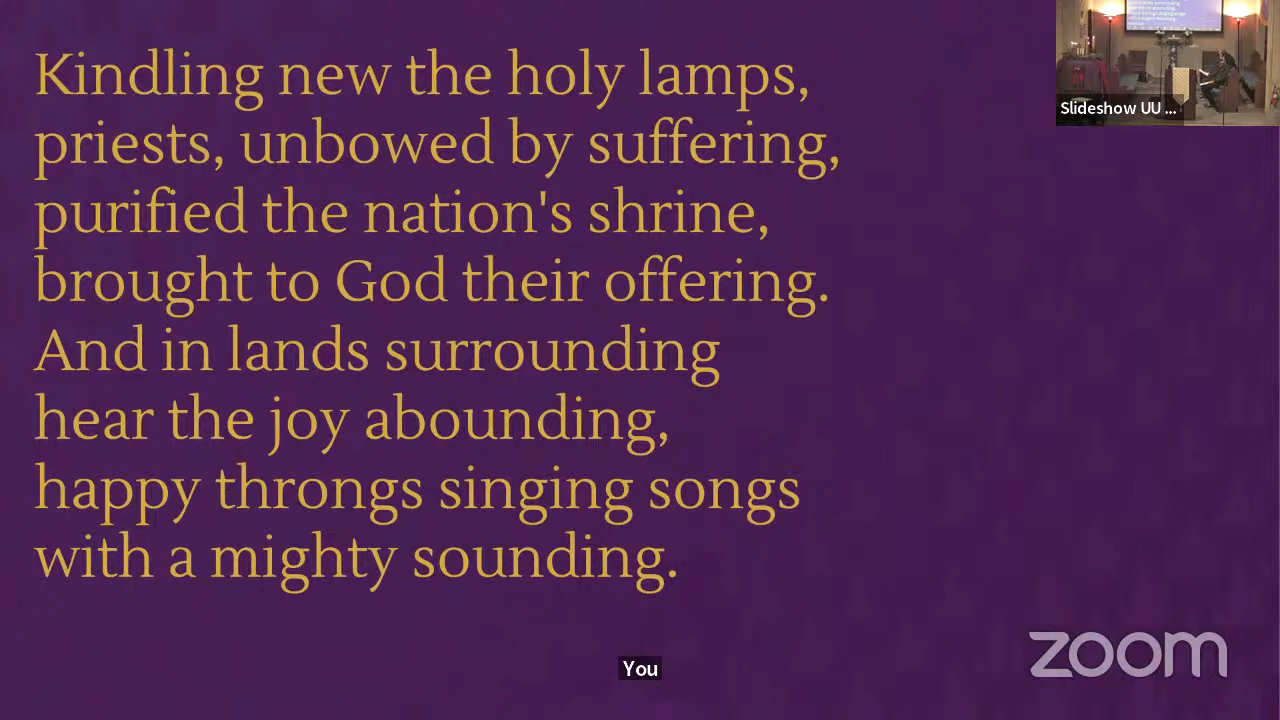 Kindling new the holy lamps,
priests, unbowed by suffering,
purified the nation's shrine,
brought to God their offering.
And in lands surrounding
hear the joy abounding,
happy throngs singing songs
with a mighty sounding.
Slideshow UU ...
zoom
You